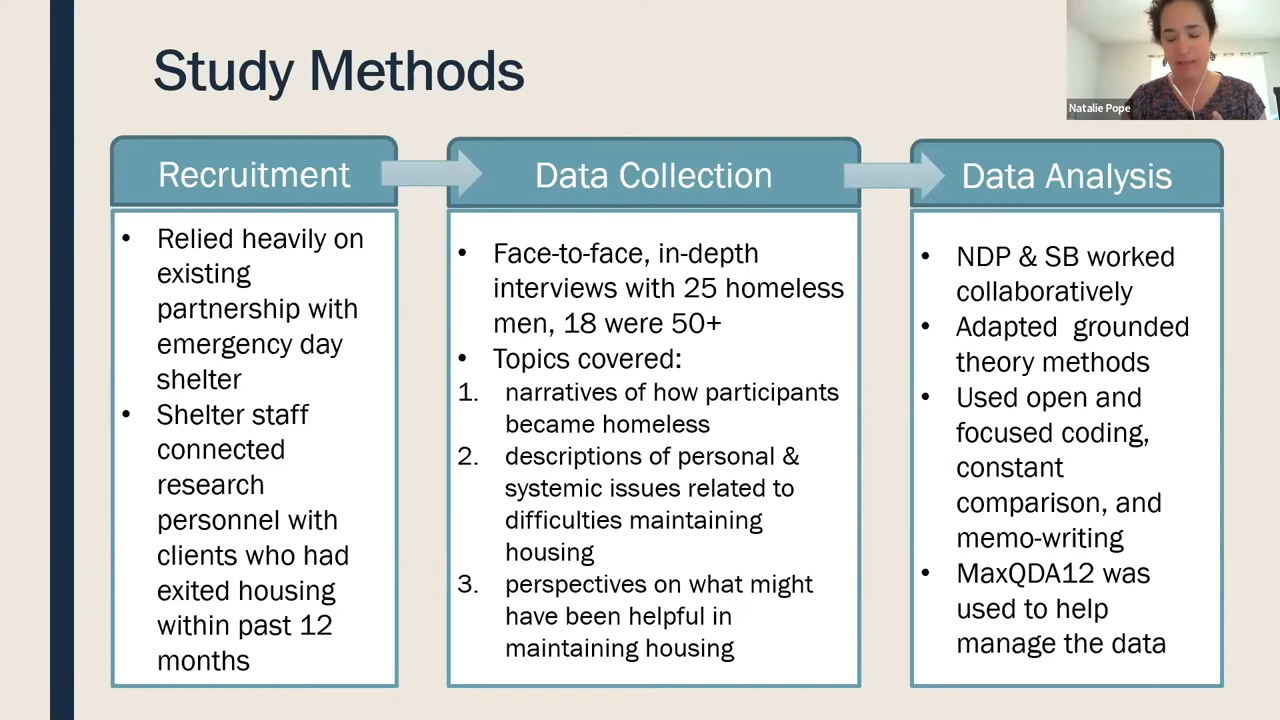 Study Methods
Natalie Pope
Recruitment
• Relied heavily on
existing
partnership with
emergency day
shelter
• Shelter staff
connected
research
personnel with
clients who had
exited housing
within past 12
months
Data Collection
• Face-to-face, in-depth
interviews with 25 homeless
men, 18 were 50+
• Topics covered:
1. narratives of how participants
became homeless
2. descriptions of personal &
systemic issues related to
difficulties maintaining
housing
3. perspectives on what might
have been helpful in
maintaining housing
Data Analysis
• NDP & SB worked
collaboratively
• Adapted grounded
theory methods
• Used open and
focused coding,
constant
comparison, and
memo-writing
• MaxQDA12 was
used to help
manage the data